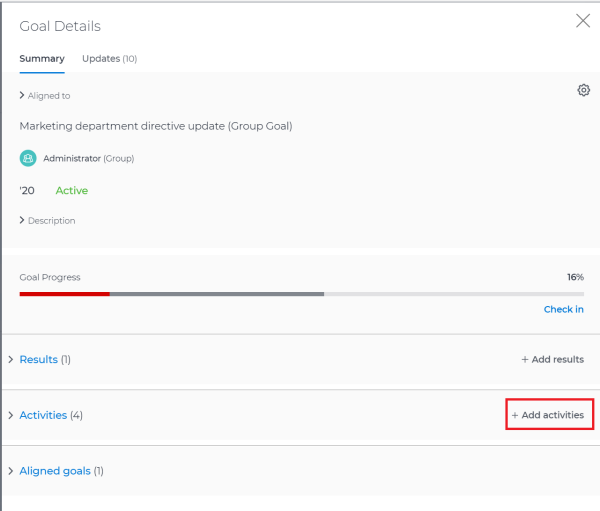 Goal Details
Summary Updates (10)
Aligned to
Marketing department directive update (Group Goal)
Administrator (Group)
'20 Active
Description
Goal Progress 16%
Check in
Results (1) + Add results
Activities (4) + Add activities
Aligned goals (1)